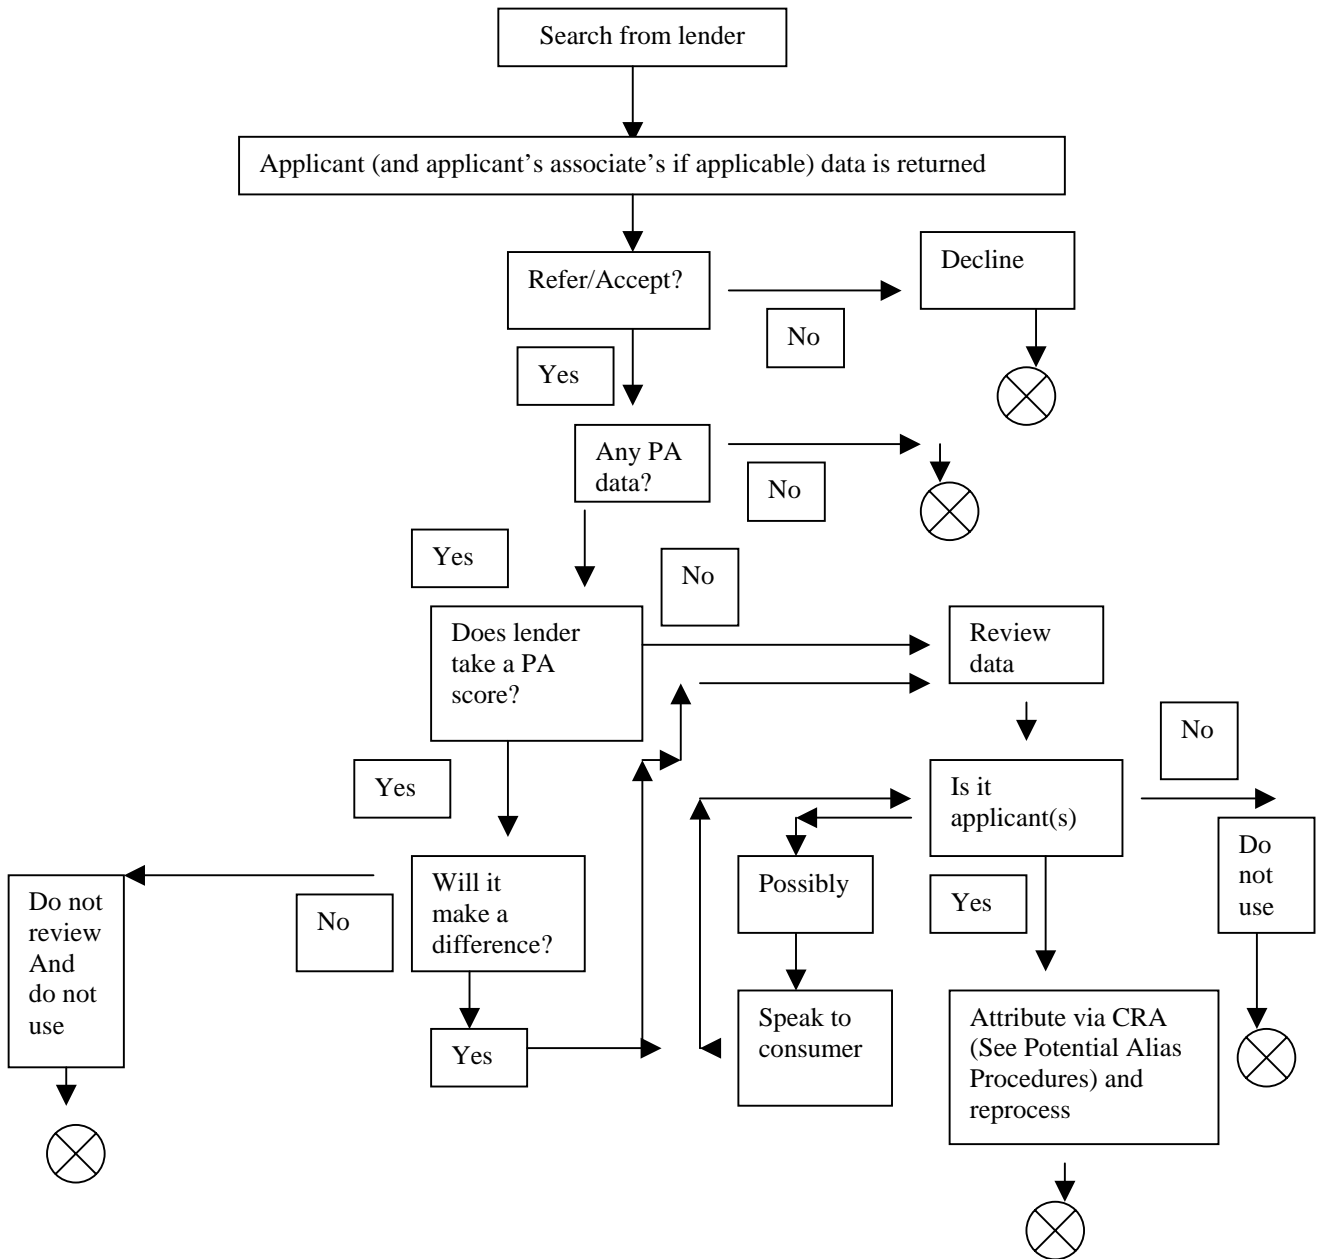 Search from lender
Applicant (and applicant's associate's if applicable) data is returned
Refer/Accept?
Decline
No
Yes
Any PA
data?
No
Yes
No
Does lender
take a PA
score?
Review
data
No
Yes
Is it
applicant(s)
Do
not
use
Will it
make a
difference?
Possibly
Yes
Do not
review
And
do not
use
No
Speak to
consumer
Attribute via CRA
(See Potential Alias
Procedures) and
reprocess
Yes